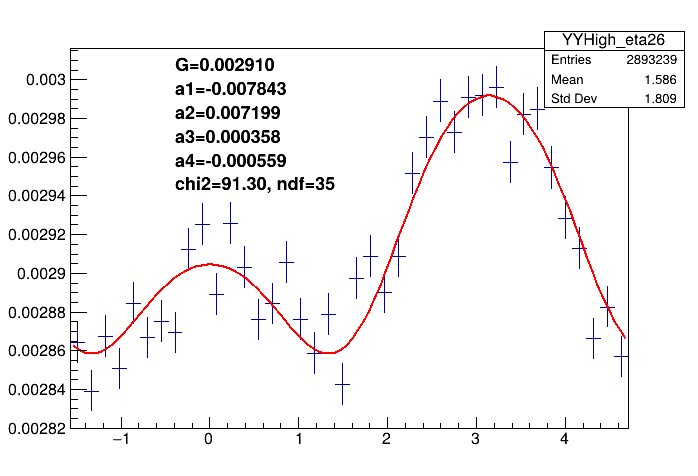 YYHigh_eta26
Entries 2893239
Mean 1.586
Std Dev 1.809
G=0.002910
a1=-0.007843
a2=0.007199
a3=0.000358
a4=-0.000559
chi2=91.30, ndf=35
0.003
0.00298
0.00296
0.00294
0.00292
0.0029
0.00288
0.00286
0.00284
0.00282
−1 0 1 2 3 4